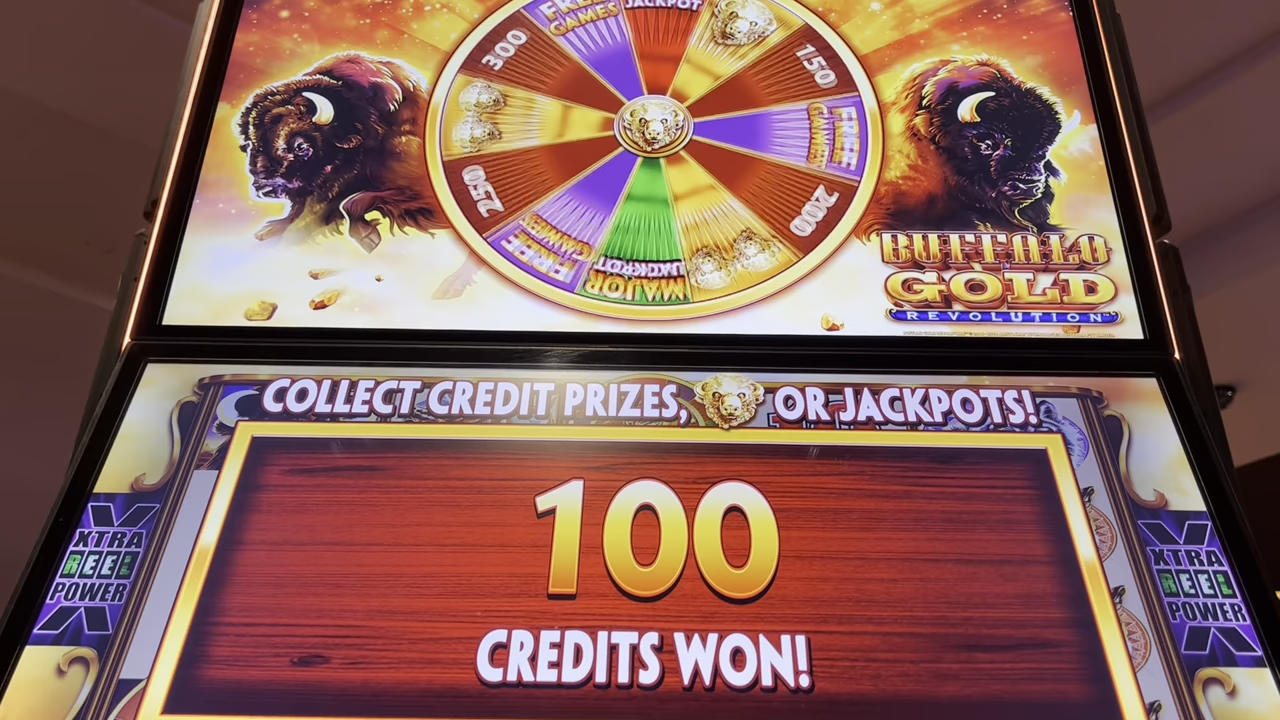 FREE
GAMES
JACKPOT
300
150
FREE
GAMES
250
200
FREE
GAMES
MAJOR
JACKPOT
BUFFALO
GOLD
REVOLUTION
COLLECT CREDIT PRIZES, OR JACKPOTS!
XTRA
REEL
POWER
100
CREDITS WON!
XTRA
REEL
POWER